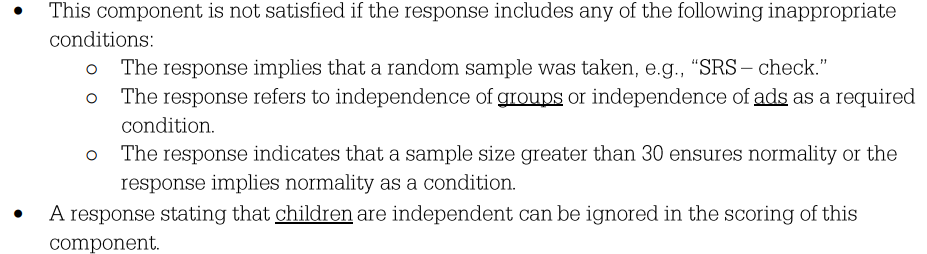 • This component is not satisfied if the response includes any of the following inappropriate
conditions:
o The response implies that a random sample was taken, e.g., “SRS – check.”
o The response refers to independence of groups or independence of ads as a required
condition.
o The response indicates that a sample size greater than 30 ensures normality or the
response implies normality as a condition.
• A response stating that children are independent can be ignored in the scoring of this
component.